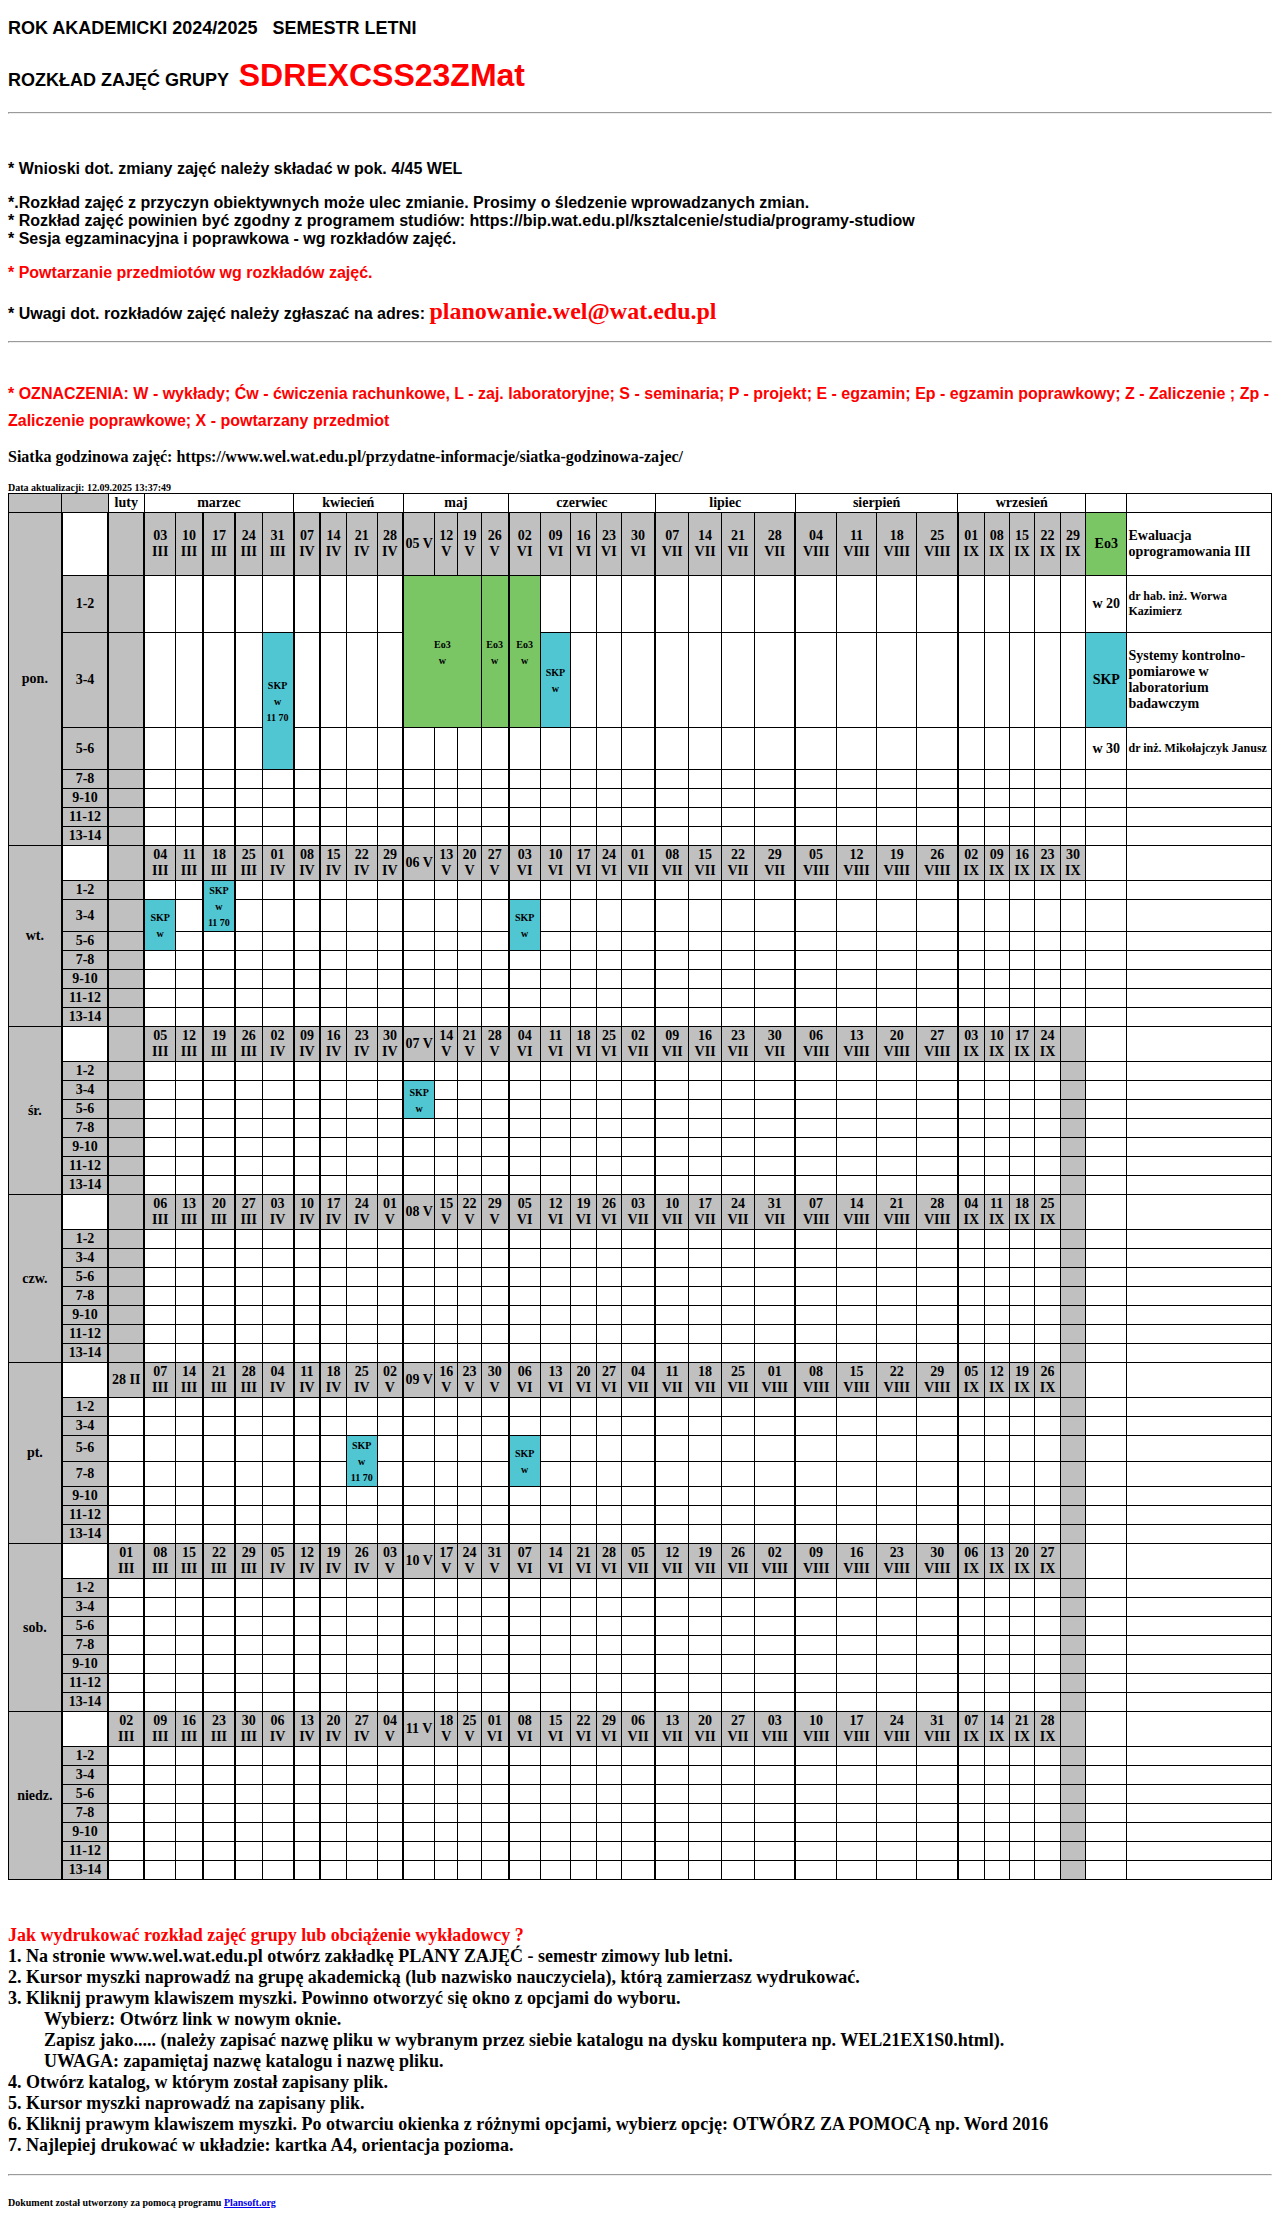 ROK AKADEMICKI 2024/2025   SEMESTR LETNI
ROZKŁAD ZAJĘĆ GRUPY  SDREXCSS23ZMat
* Wnioski dot. zmiany zajęć należy składać w pok. 4/45 WEL
*.Rozkład zajęć z przyczyn obiektywnych może ulec zmianie. Prosimy o śledzenie wprowadzanych zmian.
* Rozkład zajęć powinien być zgodny z programem studiów: https://bip.wat.edu.pl/ksztalcenie/studia/programy-studiow
* Sesja egzaminacyjna i poprawkowa - wg rozkładów zajęć.
* Powtarzanie przedmiotów wg rozkładów zajęć.
* Uwagi dot. rozkładów zajęć należy zgłaszać na adres: planowanie.wel@wat.edu.pl
* OZNACZENIA: W - wykłady; Ćw - ćwiczenia rachunkowe, L - zaj. laboratoryjne; S - seminaria; P - projekt; E - egzamin; Ep - egzamin poprawkowy; Z - Zaliczenie ; Zp -
Zaliczenie poprawkowe; X - powtarzany przedmiot
Siatka godzinowa zajęć: https://www.wel.wat.edu.pl/przydatne-informacje/siatka-godzinowa-zajec/
Data aktualizacji: 12.09.2025 13:37:49
luty marzec kwiecień maj czerwiec lipiec sierpień wrzesień
pon. 03 III 10 III 17 III 24 III 31 III 07 IV 14 IV 21 IV 28 IV 05 V 12 V 19 V 26 V 02 VI 09 VI 16 VI 23 VI 30 VI 07 VII 14 VII 21 VII 28 VII 04 VIII 11 VIII 18 VIII 25 VIII 01 IX 08 IX 15 IX 22 IX 29 IX Eo3 Ewaluacja oprogramowania III
1-2 Eo3 w Eo3 w Eo3 w w 20 dr hab. inż. Worwa Kazimierz
3-4 SKP w 11 70 SKP w SKP Systemy kontrolno-pomiarowe w laboratorium badawczym
5-6 w 30 dr inż. Mikołajczyk Janusz
7-8
9-10
11-12
13-14
wt. 04 III 11 III 18 III 25 III 01 IV 08 IV 15 IV 22 IV 29 IV 06 V 13 V 20 V 27 V 03 VI 10 VI 17 VI 24 VI 01 VII 08 VII 15 VII 22 VII 29 VII 05 VIII 12 VIII 19 VIII 26 VIII 02 IX 09 IX 16 IX 23 IX 30 IX
1-2 SKP w 11 70
3-4 SKP w SKP w
5-6
7-8
9-10
11-12
13-14
śr. 05 III 12 III 19 III 26 III 02 IV 09 IV 16 IV 23 IV 30 IV 07 V 14 V 21 V 28 V 04 VI 11 VI 18 VI 25 VI 02 VII 09 VII 16 VII 23 VII 30 VII 06 VIII 13 VIII 20 VIII 27 VIII 03 IX 10 IX 17 IX 24 IX
1-2
3-4 SKP w
5-6
7-8
9-10
11-12
13-14
czw. 06 III 13 III 20 III 27 III 03 IV 10 IV 17 IV 24 IV 01 V 08 V 15 V 22 V 29 V 05 VI 12 VI 19 VI 26 VI 03 VII 10 VII 17 VII 24 VII 31 VII 07 VIII 14 VIII 21 VIII 28 VIII 04 IX 11 IX 18 IX 25 IX
1-2
3-4
5-6
7-8
9-10
11-12
13-14
pt. 28 II 07 III 14 III 21 III 28 III 04 IV 11 IV 18 IV 25 IV 02 V 09 V 16 V 23 V 30 V 06 VI 13 VI 20 VI 27 VI 04 VII 11 VII 18 VII 25 VII 01 VIII 08 VIII 15 VIII 22 VIII 29 VIII 05 IX 12 IX 19 IX 26 IX
1-2
3-4
5-6 SKP w 11 70 SKP w
7-8
9-10
11-12
13-14
sob. 01 III 08 III 15 III 22 III 29 III 05 IV 12 IV 19 IV 26 IV 03 V 10 V 17 V 24 V 31 V 07 VI 14 VI 21 VI 28 VI 05 VII 12 VII 19 VII 26 VII 02 VIII 09 VIII 16 VIII 23 VIII 30 VIII 06 IX 13 IX 20 IX 27 IX
1-2
3-4
5-6
7-8
9-10
11-12
13-14
niedz. 02 III 09 III 16 III 23 III 30 III 06 IV 13 IV 20 IV 27 IV 04 V 11 V 18 V 25 V 01 VI 08 VI 15 VI 22 VI 29 VI 06 VII 13 VII 20 VII 27 VII 03 VIII 10 VIII 17 VIII 24 VIII 31 VIII 07 IX 14 IX 21 IX 28 IX
1-2
3-4
5-6
7-8
9-10
11-12
13-14
Jak wydrukować rozkład zajęć grupy lub obciążenie wykładowcy ?
1. Na stronie www.wel.wat.edu.pl otwórz zakładkę PLANY ZAJĘĆ - semestr zimowy lub letni.
2. Kursor myszki naprowadź na grupę akademicką (lub nazwisko nauczyciela), którą zamierzasz wydrukować.
3. Kliknij prawym klawiszem myszki. Powinno otworzyć się okno z opcjami do wyboru.
Wybierz: Otwórz link w nowym oknie.
Zapisz jako..... (należy zapisać nazwę pliku w wybranym przez siebie katalogu na dysku komputera np. WEL21EX1S0.html).
UWAGA: zapamiętaj nazwę katalogu i nazwę pliku.
4. Otwórz katalog, w którym został zapisany plik.
5. Kursor myszki naprowadź na zapisany plik.
6. Kliknij prawym klawiszem myszki. Po otwarciu okienka z różnymi opcjami, wybierz opcję: OTWÓRZ ZA POMOCĄ np. Word 2016
7. Najlepiej drukować w układzie: kartka A4, orientacja pozioma.
Dokument został utworzony za pomocą programu Plansoft.org